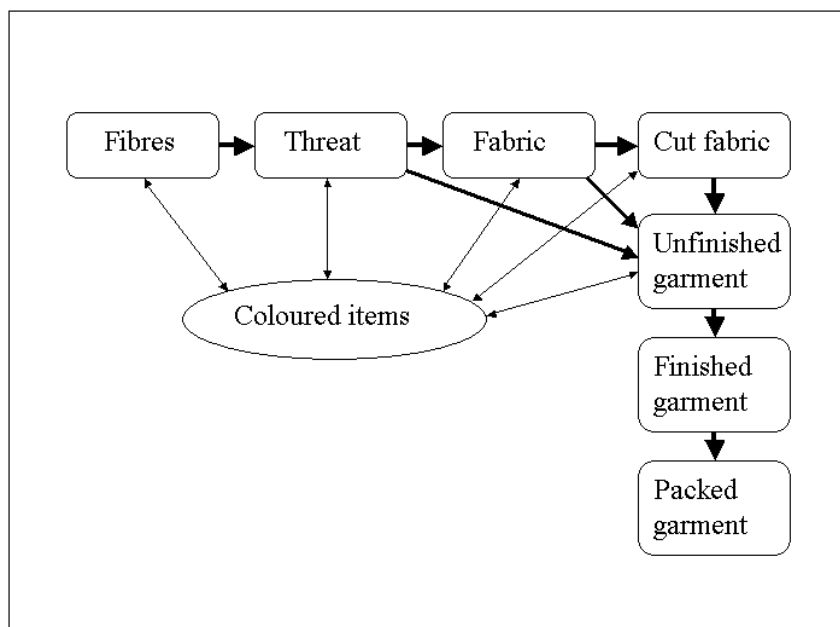 Fibres
Threat
Fabric
Cut fabric
Unfinished
garment
Coloured items
Finished
garment
Packed
garment